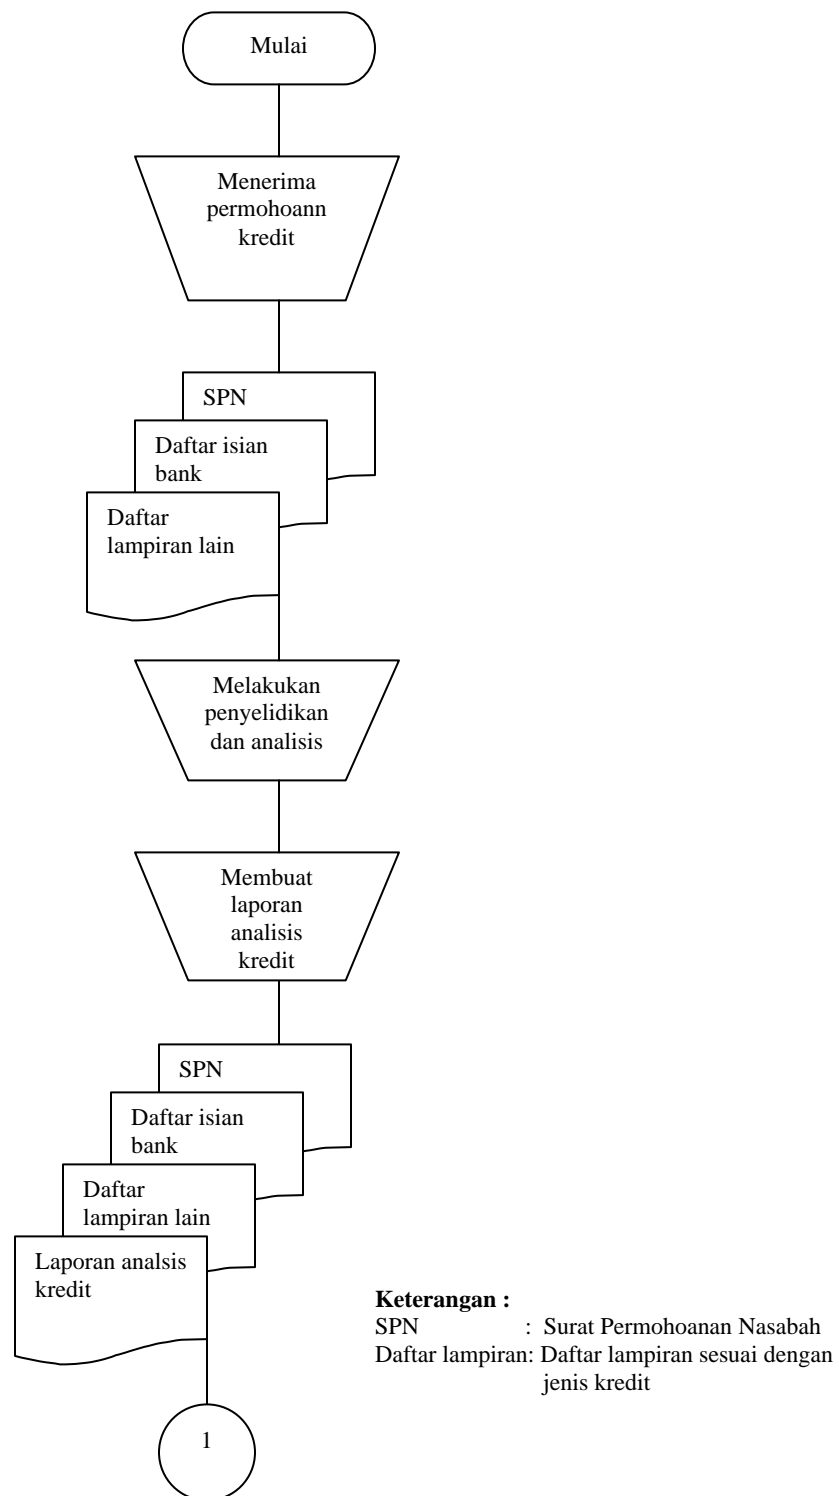 Mulai
Menerima
permohoann
kredit
SPN
Daftar isian
bank
Daftar
lampiran lain
Melakukan
penyelidikan
dan analisis
Membuat
laporan
analisis
kredit
SPN
Daftar isian
bank
Daftar
lampiran lain
Laporan analsis
kredit
Keterangan :
SPN : Surat Permohoanan Nasabah
Daftar lampiran: Daftar lampiran sesuai dengan
jenis kredit
1